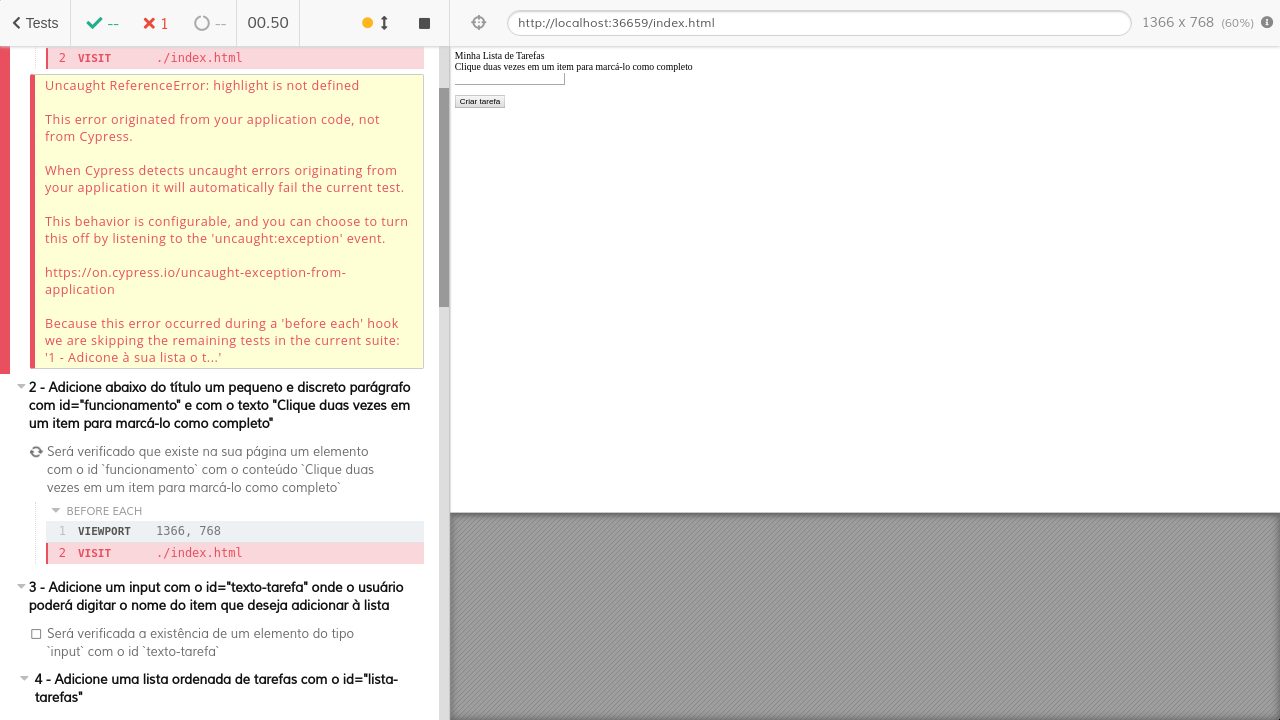 Tests
--
1
--
00.50
http://localhost:36659/index.html
1366 x 768 (60%)
2 VISIT ./index.html
Uncaught ReferenceError: highlight is not defined
This error originated from your application code, not
from Cypress.
When Cypress detects uncaught errors originating from
your application it will automatically fail the current test.
This behavior is configurable, and you can choose to turn
this off by listening to the 'uncaught:exception' event.
https://on.cypress.io/uncaught-exception-from-
application
Because this error occurred during a 'before each' hook
we are skipping the remaining tests in the current suite:
'1 - Adicone à sua lista o t...'
2 - Adicione abaixo do título um pequeno e discreto parágrafo
com id="funcionamento" e com o texto "Clique duas vezes em
um item para marcá-lo como completo"
Será verificado que existe na sua página um elemento
com o id `funcionamento` com o conteúdo `Clique duas
vezes em um item para marcá-lo como completo`
BEFORE EACH
1 VIEWPORT 1366, 768
2 VISIT ./index.html
3 - Adicione um input com o id="texto-tarefa" onde o usuário
poderá digitar o nome do item que deseja adicionar à lista
Será verificada a existência de um elemento do tipo
`input` com o id `texto-tarefa`
4 - Adicione uma lista ordenada de tarefas com o id="lista-
tarefas"
Minha Lista de Tarefas
Clique duas vezes em um item para marcá-lo como completo
Criar tarefa